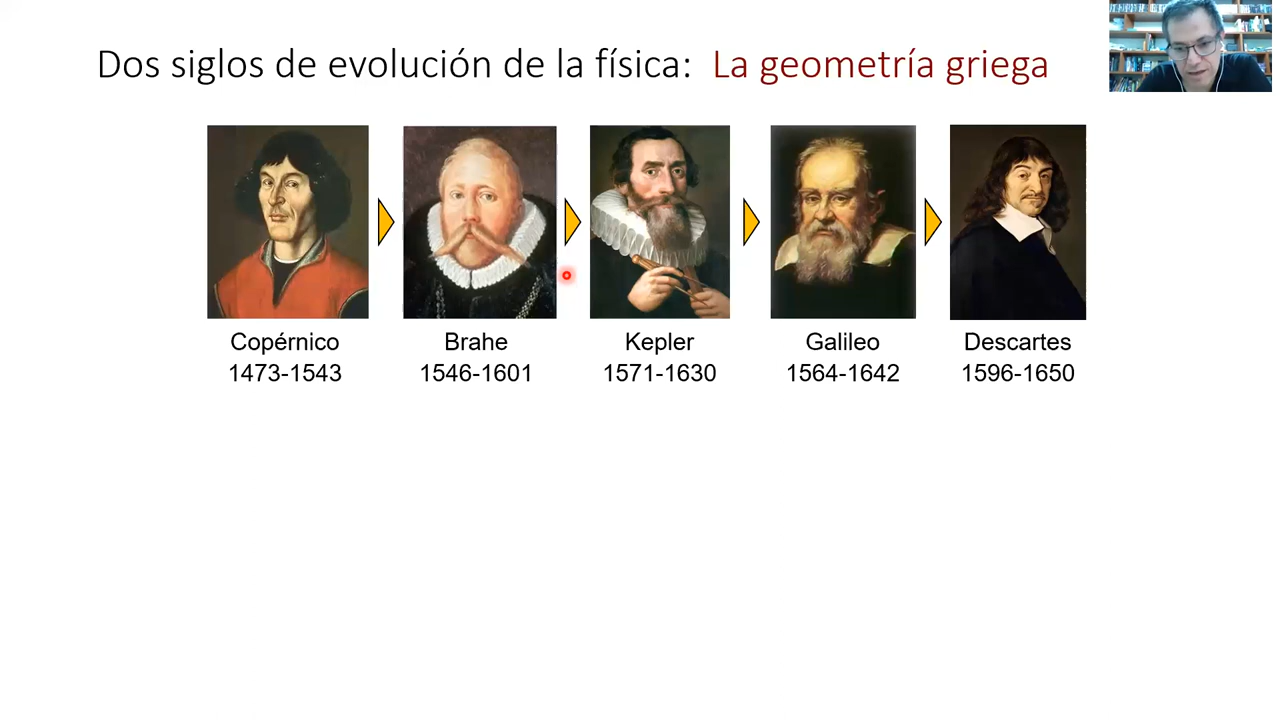 Dos siglos de evolución de la física: La geometría griega
Copérnico
1473-1543
Brahe
1546-1601
Kepler
1571-1630
Galileo
1564-1642
Descartes
1596-1650